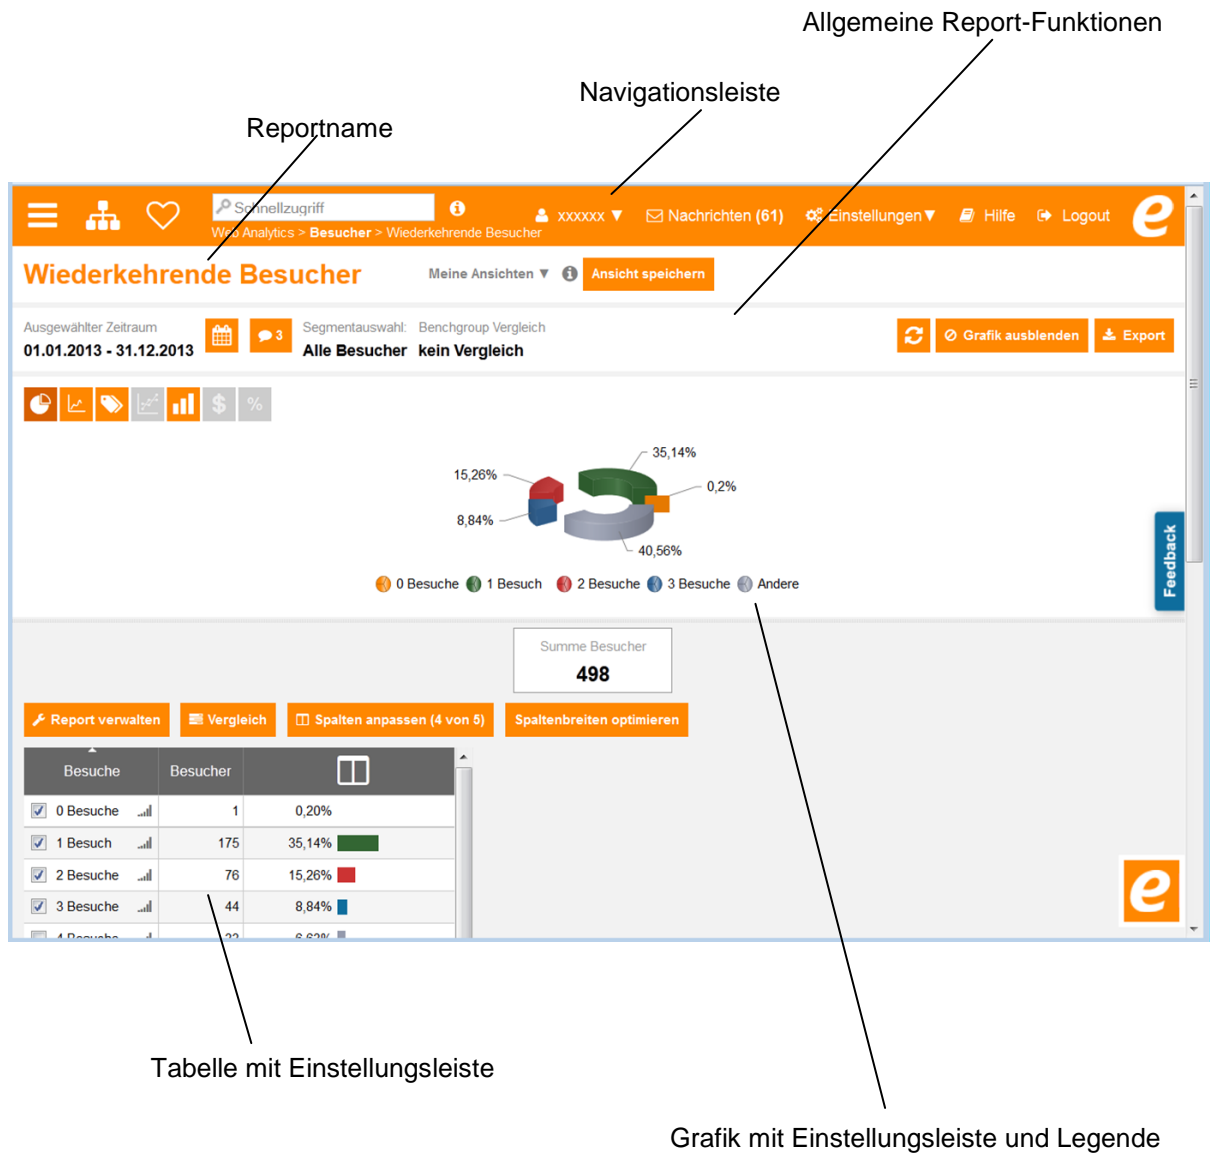 Allgemeine Report-Funktionen
Navigationsleiste
Reportname
Schnellzugriff
xxxxxx ▼ Nachrichten (61) Einstellungen▼ Hilfe Logout
Web Analytics > Besucher > Wiederkehrende Besucher
e
Wiederkehrende Besucher
Meine Ansichten ▼ Ansicht speichern
Ausgewählter Zeitraum
01.01.2013 - 31.12.2013
3
Segmentauswahl: Benchgroup Vergleich
Alle Besucher kein Vergleich
Grafik ausblenden Export
$ %
35,14%
15,26%
0,2%
8,84%
40,56%
0 Besuche 1 Besuch 2 Besuche 3 Besuche Andere
Feedback
Summe Besucher
498
Report verwalten Vergleich Spalten anpassen (4 von 5) Spaltenbreiten optimieren
Besuche Besucher
0 Besuche 1 0,20%
1 Besuch 175 35,14%
2 Besuche 76 15,26%
3 Besuche 44 8,84%
e
Tabelle mit Einstellungsleiste
Grafik mit Einstellungsleiste und Legende